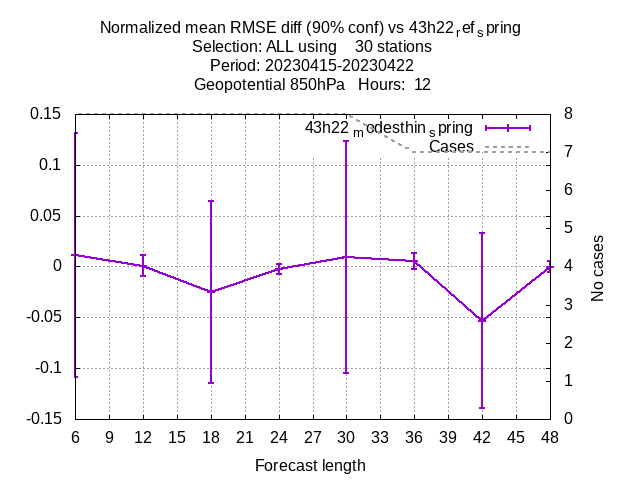 Normalized mean RMSE diff (90% conf) vs 43h22ref spring
Selection: ALL using 30 stations
Period: 20230415-20230422
Geopotential 850hPa Hours: 12
43h22modesthinspring
Cases
0.15
0.1
0.05
0
-0.05
-0.1
-0.15
8
7
6
5
4
3
2
1
0
No cases
6 9 12 15 18 21 24 27 30 33 36 39 42 45 48
Forecast length